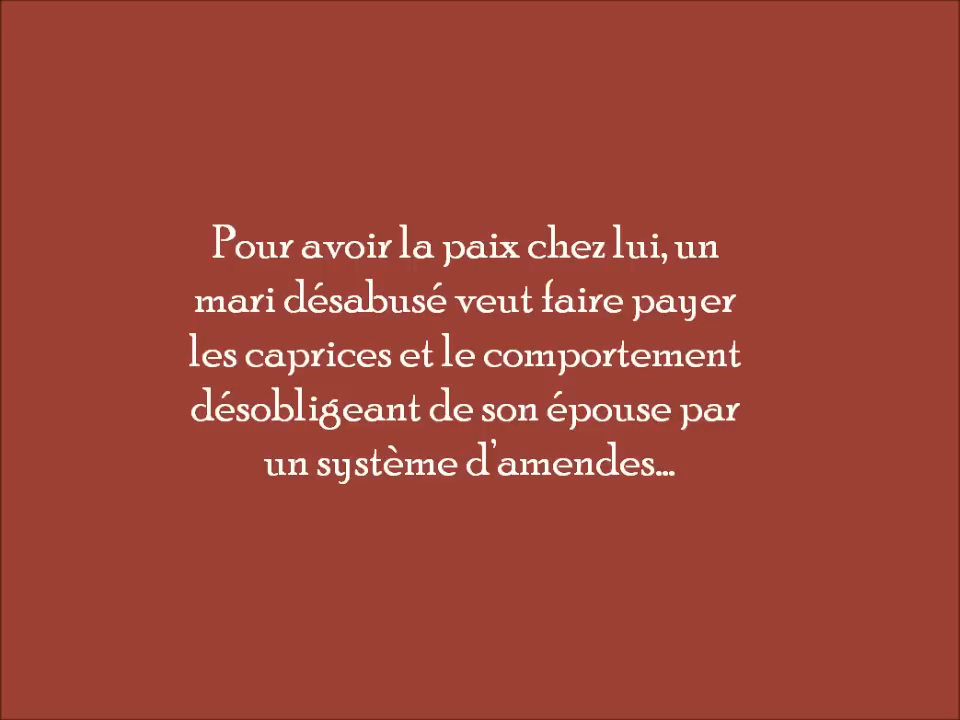 Pour avoir la paix chez lui, un
mari désabusé veut faire payer
les caprices et le comportement
désobligeant de son épouse par
un système d'amendes...